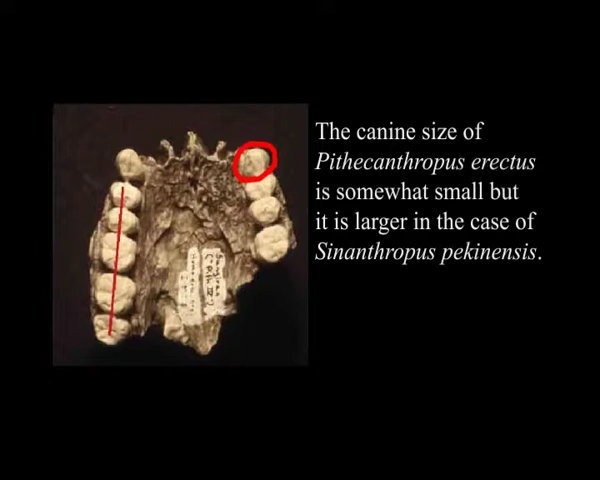 The canine size of
Pithecanthropus erectus
is somewhat small but
it is larger in the case of
Sinanthropus pekinensis.